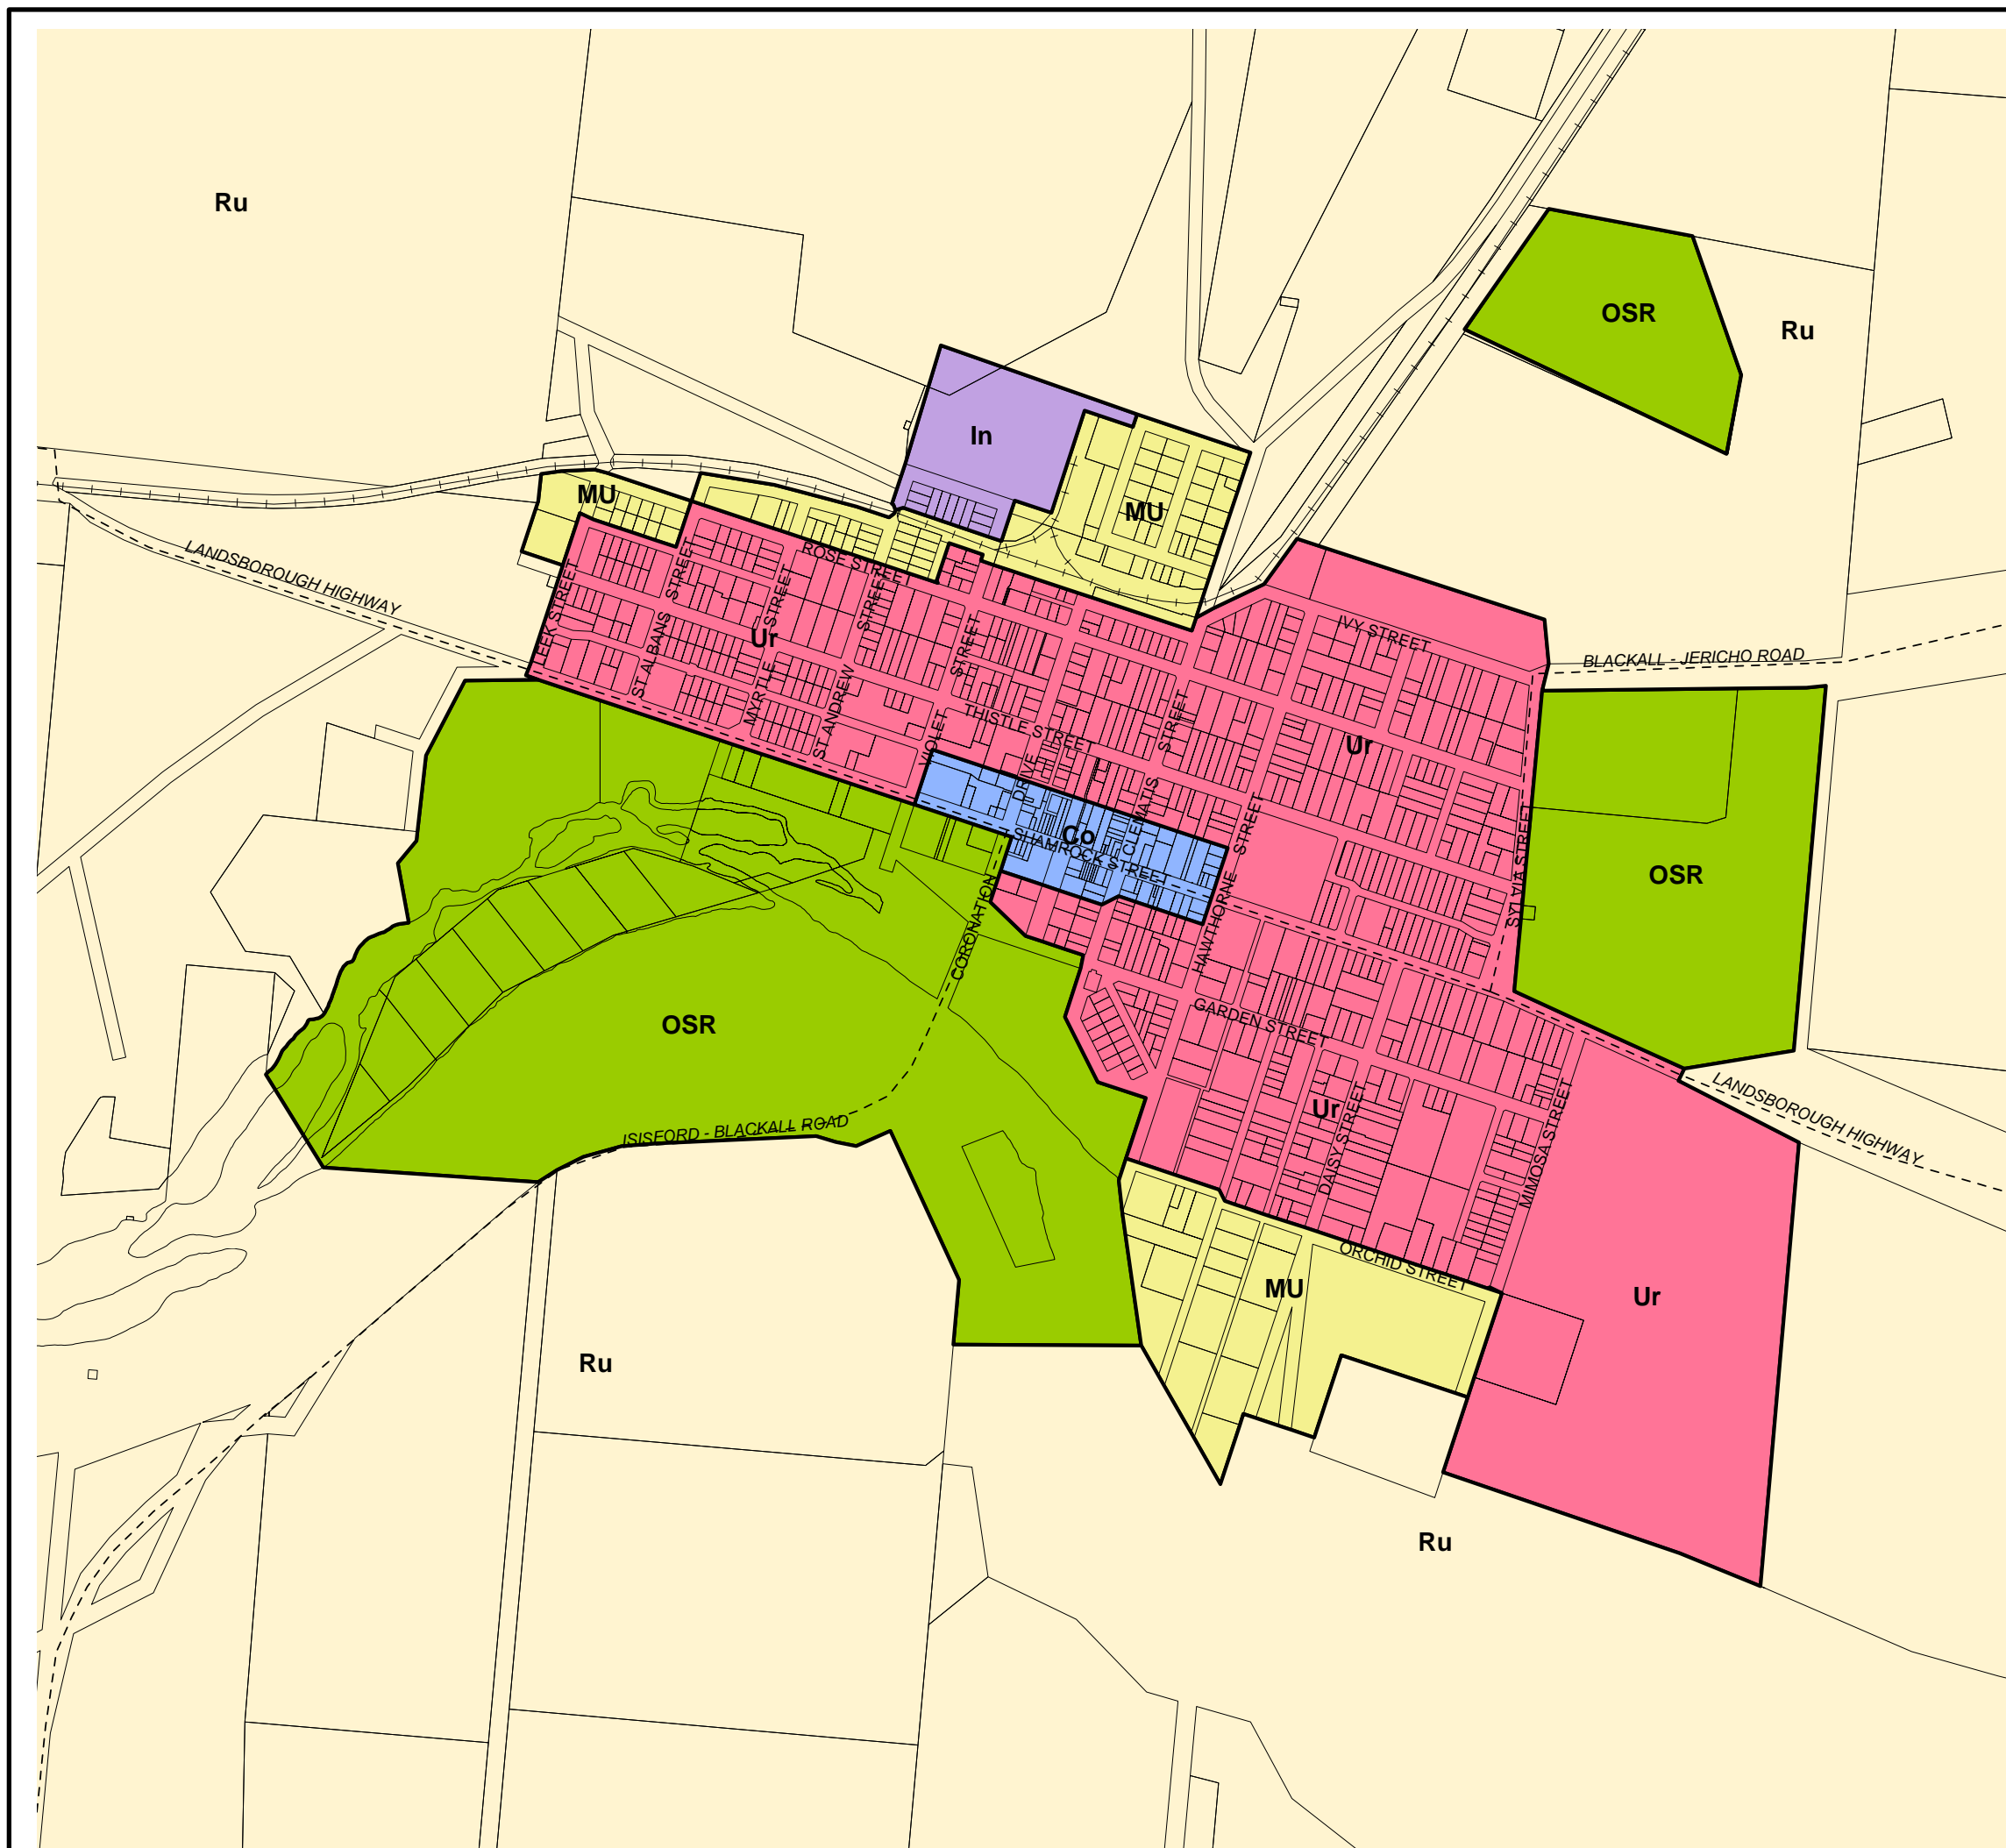 Ru
OSR
Ru
In
MU
MU
ROSE STREET
LANDSBOROUGH HIGHWAY
STREET
STREET
STREET
LEEK STREET
ST ALBANS
Ur
IVY STREET
STREET
BLACKALL - JERICHO ROAD
MYRTLE
ST ANDREW
VIOLET
THISTLE STREET
STREET
Ur
DRIVE
CLEMATIS
STREET
Co
SHAMROCK STREET
SYLVIA STREET
OSR
CORONATION
HAWTHORNE
OSR
GARDEN STREET
LANDSBOROUGH HIGHWAY
Ur
DAISY STREET
MIMOSA STREET
ISISFORD - BLACKALL ROAD
ORCHID STREET
MU
Ur
Ru
Ru